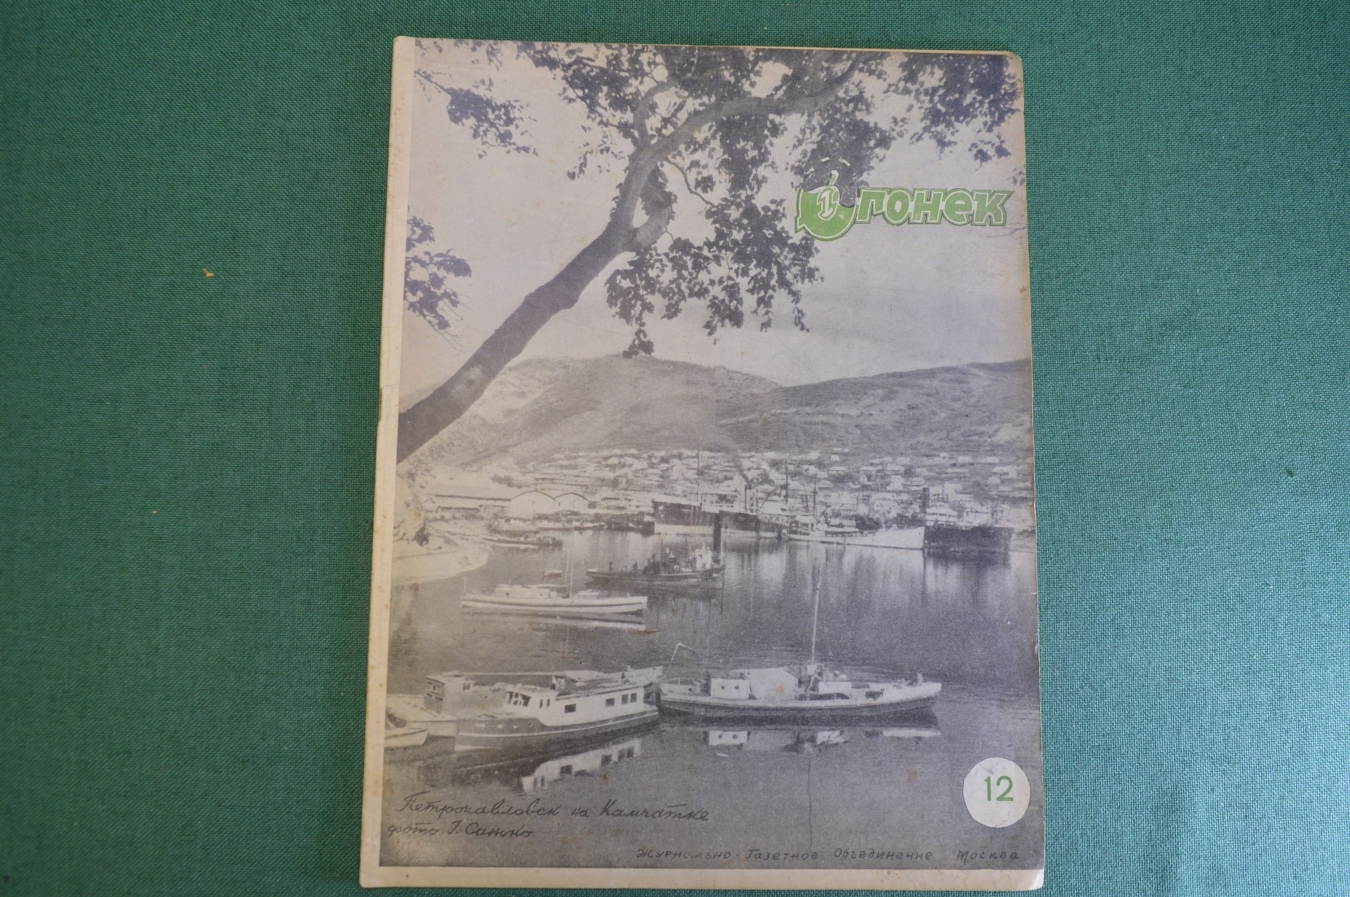 Огонек
12
Петропавловск на Камчатке
фото Г. Санько
Журнально-Газетное Объединение Москва